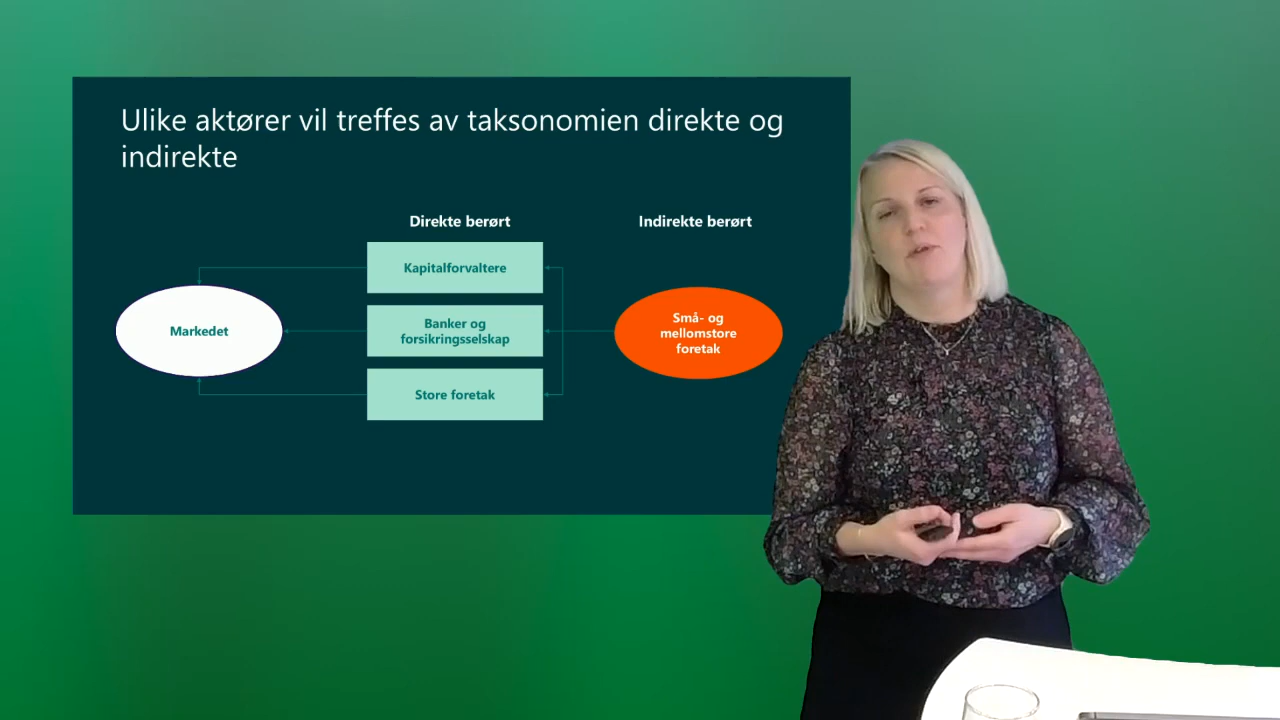 Ulike aktører vil treffes av taksonomien direkte og
indirekte
Direkte berørt
Indirekte berørt
Kapitalforvaltere
Markedet
Banker og
forsikringsselskap
Små- og
mellomstore
foretak
Store foretak